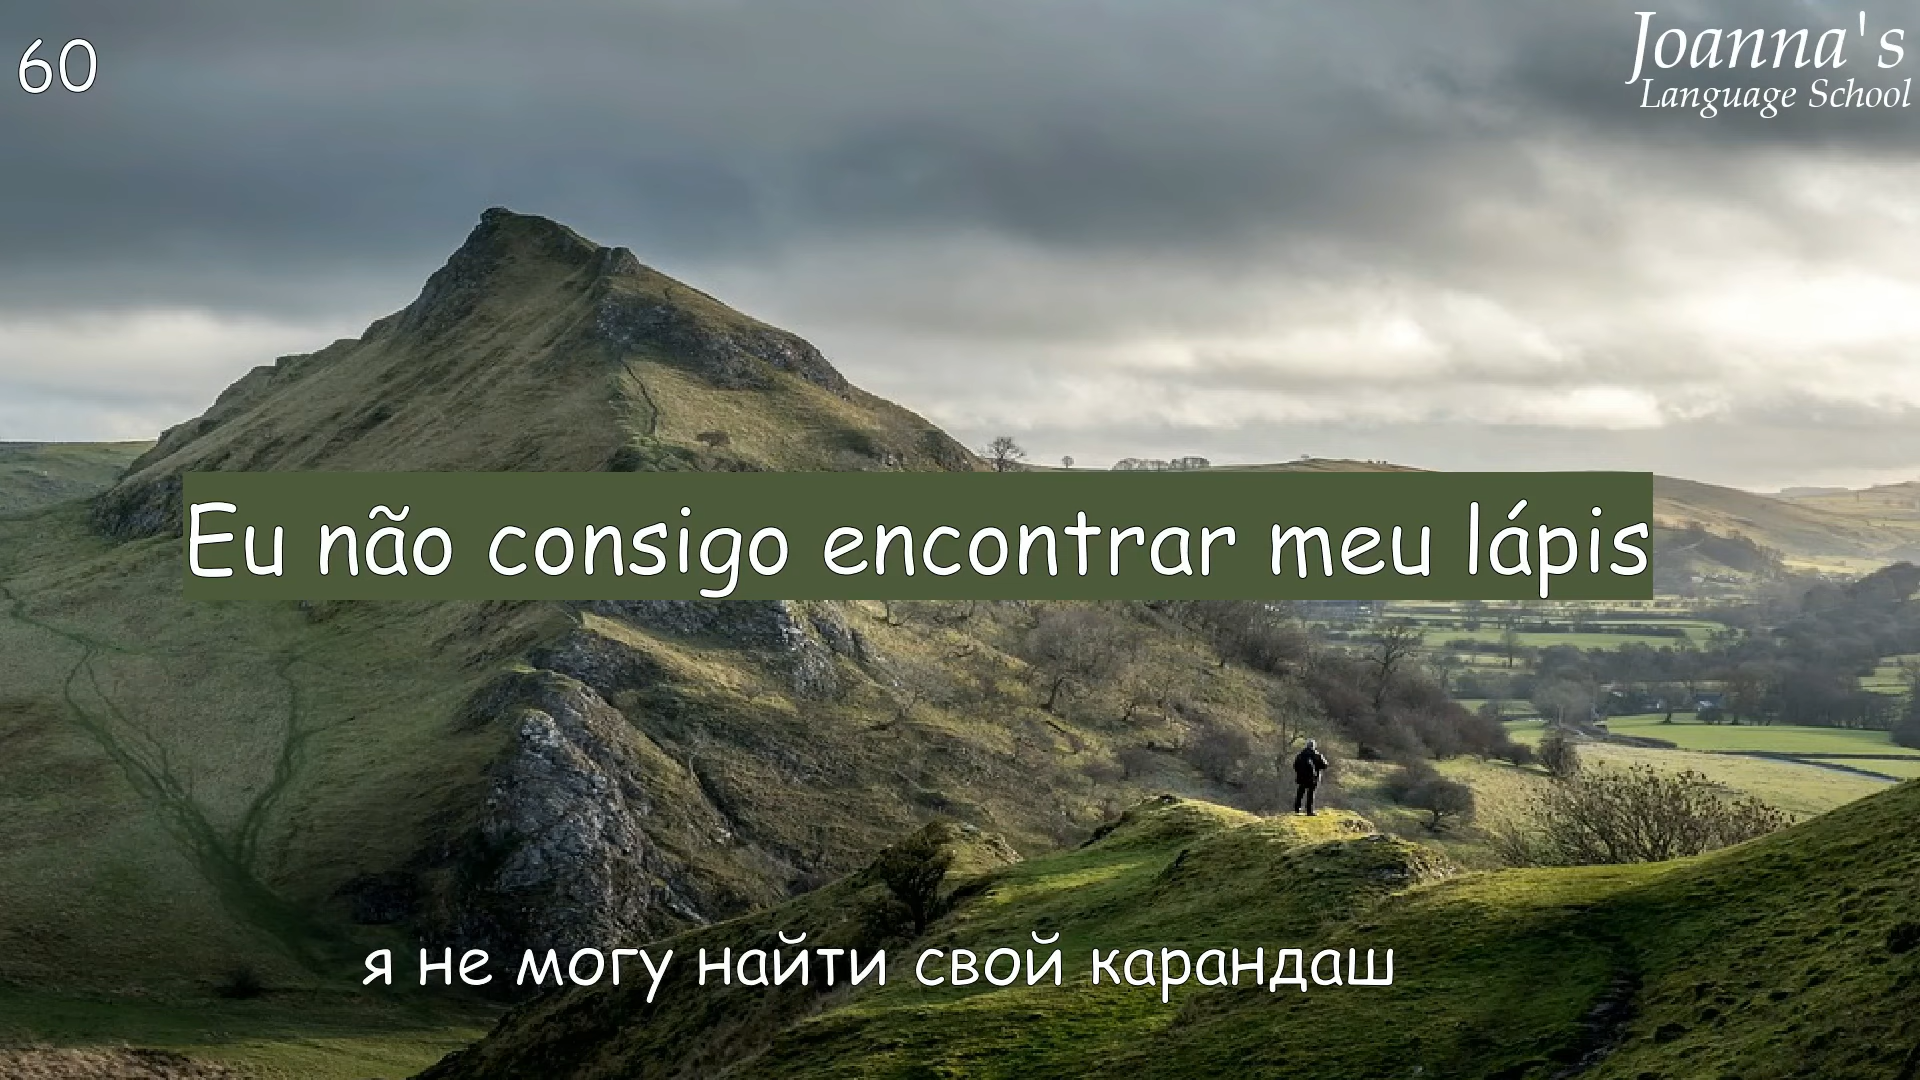 60
Joanna's
Language School
Eu não consigo encontrar meu lápis
я не могу найти свой карандаш